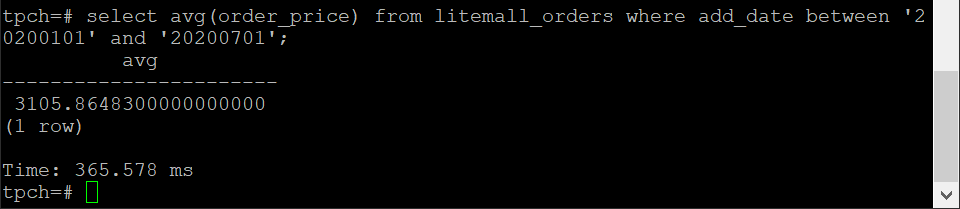 tpch=# select avg(order_price) from litemall_orders where add_date between '2
0200101' and '20200701';
avg
-----------------------
3105.8648300000000000
(1 row)
Time: 365.578 ms
tpch=#